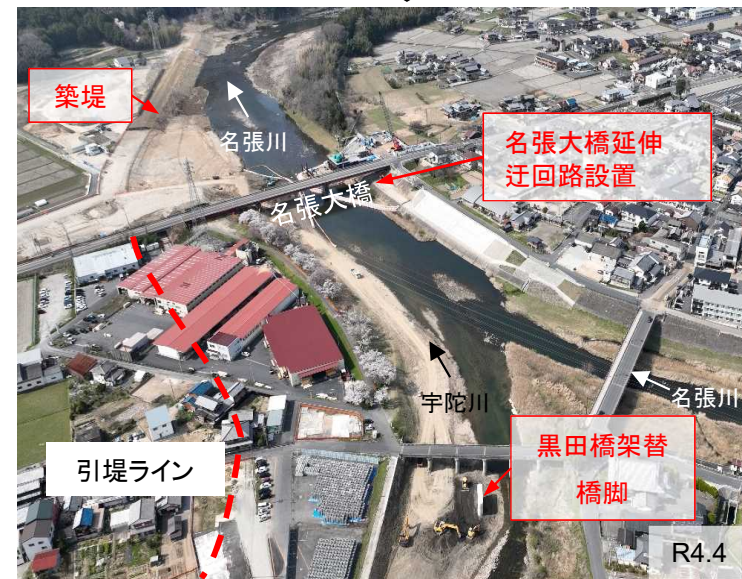 築堤
名張川
名張大橋延伸
迂回路設置
名張大橋
名張川
宇陀川
引堤ライン
黒田橋架替
橋脚
R4.4